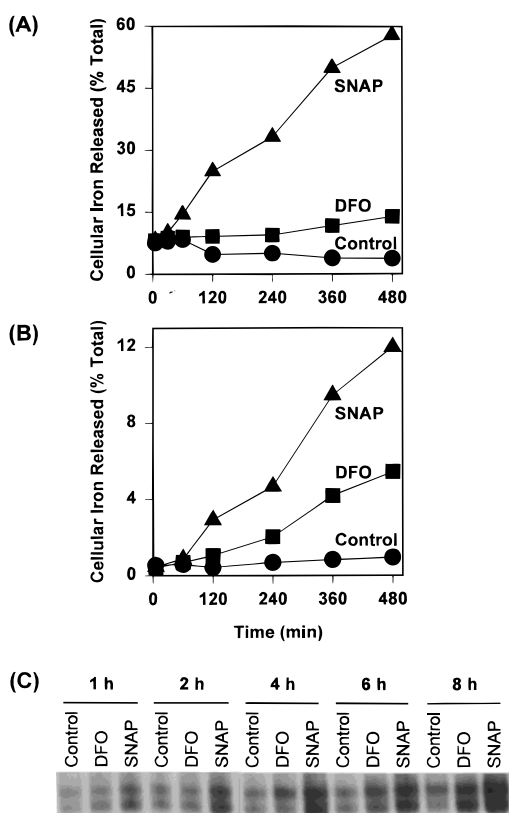 (A)
Cellular Iron Released (% Total)
60
45
30
15
0
SNAP
DFO
Control
0 120 240 360 480
(B)
Cellular Iron Released (% Total)
12
8
4
0
SNAP
DFO
Control
0 120 240 360 480
Time (min)
(C)
1 h 2 h 4 h 6 h 8 h
Control DFO SNAP Control DFO SNAP Control DFO SNAP Control DFO SNAP Control DFO SNAP